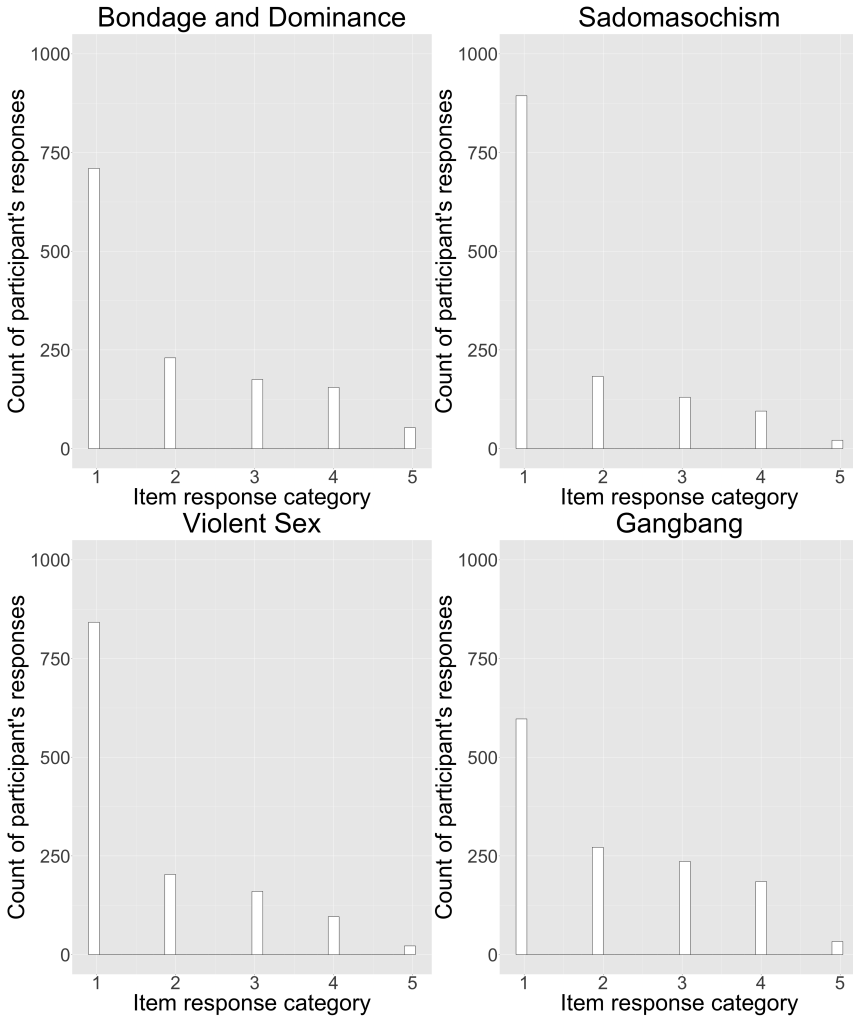 Bondage and Dominance
Sadomasochism
1000
750
500
250
0
Count of participant's responses
1 2 3 4 5
Item response category
1000
750
500
250
0
Count of participant's responses
1 2 3 4 5
Item response category
Violent Sex
Gangbang
1000
750
500
250
0
Count of participant's responses
1 2 3 4 5
Item response category
1000
750
500
250
0
Count of participant's responses
1 2 3 4 5
Item response category